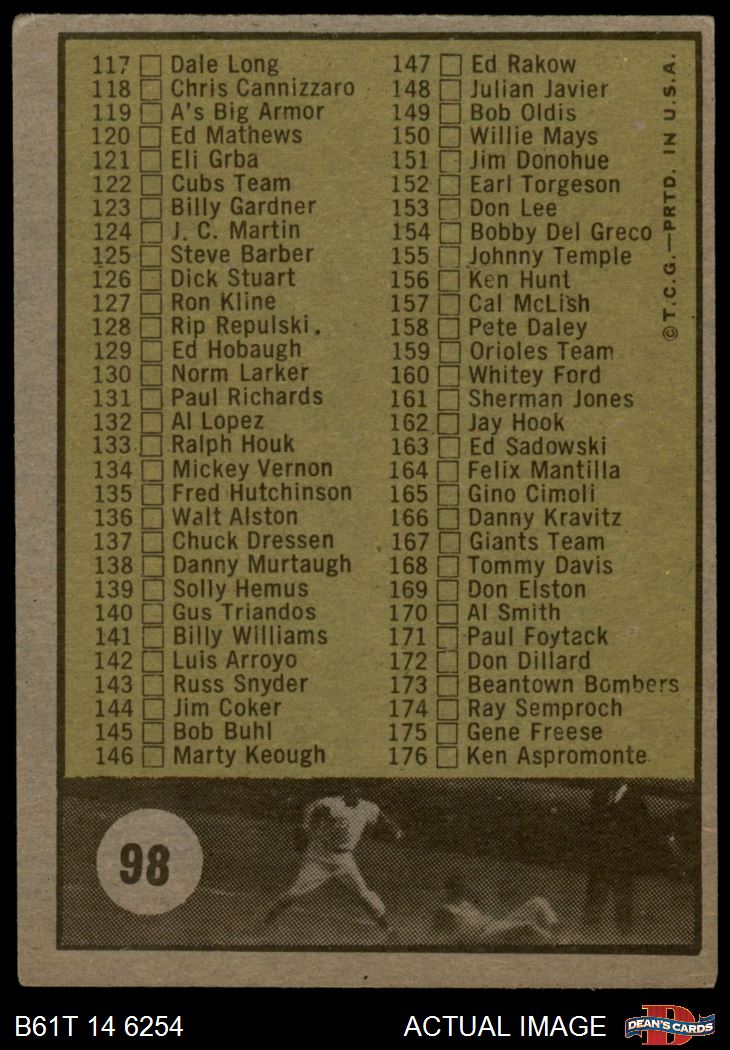 117 Dale Long
118 Chris Cannizzaro
119 A's Big Armor
120 Ed Mathews
121 Eli Grba
122 Cubs Team
123 Billy Gardner
124 J. C. Martin
125 Steve Barber
126 Dick Stuart
127 Ron Kline
128 Rip Repulski.
129 Ed Hobaugh
130 Norm Larker
131 Paul Richards
132 Al Lopez
133 Ralph Houk
134 Mickey Vernon
135 Fred Hutchinson
136 Walt Alston
137 Chuck Dressen
138 Danny Murtaugh
139 Solly Hemus
140 Gus Triandos
141 Billy Williams
142 Luis Arroyo
143 Russ Snyder
144 Jim Coker
145 Bob Buhl
146 Marty Keough
147 Ed Rakow
148 Julian Javier
149 Bob Oldis
150 Willie Mays
151 Jim Donohue
152 Earl Torgeson
153 Don Lee
154 Bobby Del Greco
155 Johnny Temple
156 Ken Hunt
157 Cal McLish
158 Pete Daley
159 Orioles Team
160 Whitey Ford
161 Sherman Jones
162 Jay Hook
163 Ed Sadowski
164 Felix Mantilla
165 Gino Cimoli
166 Danny Kravitz
167 Giants Team
168 Tommy Davis
169 Don Elston
170 Al Smith
171 Paul Foytack
172 Don Dillard
173 Beantown Bombers
174 Ray Semproch
175 Gene Freese
176 Ken Aspromonte
© T.C.G.—PRTD. IN U.S.A.
98
B61T 14 6254
ACTUAL IMAGE
D
DEAN'S CARDS